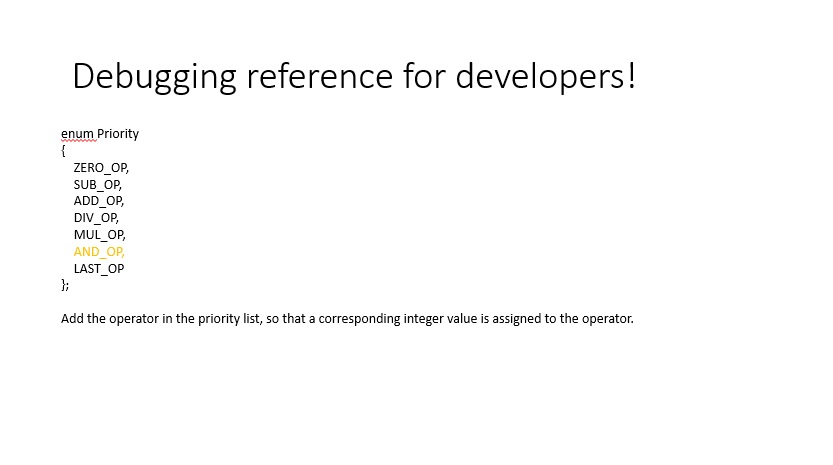 Debugging reference for developers!
enum Priority
{
ZERO_OP,
SUB_OP,
ADD_OP,
DIV_OP,
MUL_OP,
AND_OP,
LAST_OP
};
Add the operator in the priority list, so that a corresponding integer value is assigned to the operator.